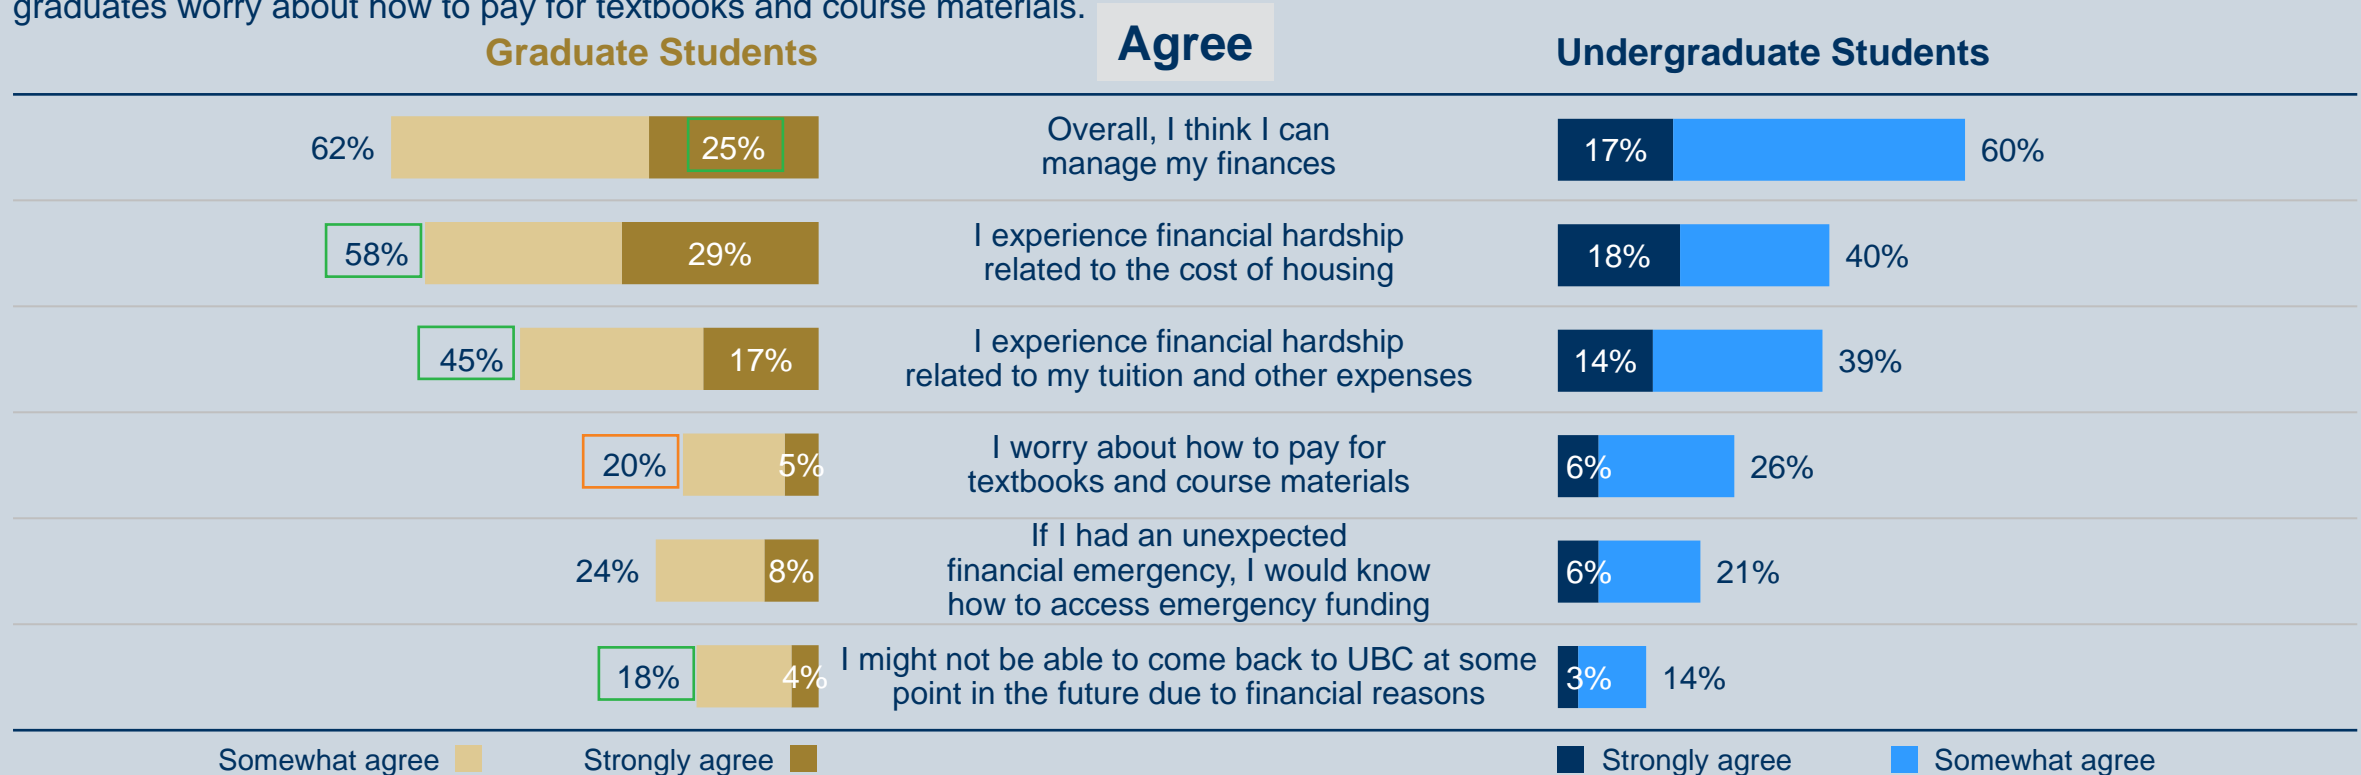 graduates worry about how to pay for textbooks and course materials.
Graduate Students
Agree
Undergraduate Students
62%
25%
Overall, I think I can
manage my finances
17%
60%
58%
29%
I experience financial hardship
related to the cost of housing
18%
40%
45%
17%
I experience financial hardship
related to my tuition and other expenses
14%
39%
20%
5%
I worry about how to pay for
textbooks and course materials
6%
26%
24%
8%
If I had an unexpected
financial emergency, I would know
how to access emergency funding
6%
21%
18%
4%
I might not be able to come back to UBC at some
point in the future due to financial reasons
3%
14%
Somewhat agree
Strongly agree
Strongly agree
Somewhat agree